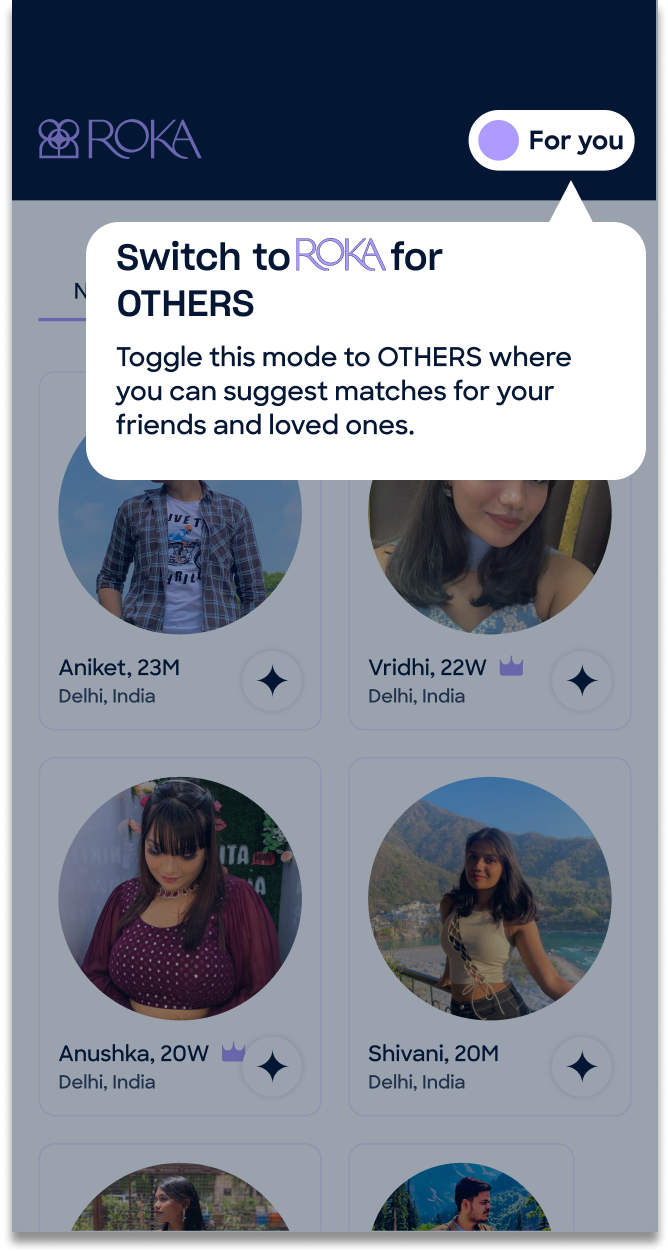 ROKA
For you
Switch to ROKA for
OTHERS
Toggle this mode to OTHERS where
you can suggest matches for your
friends and loved ones.
N
Aniket, 23M
Delhi, India
Vridhi, 22W
Delhi, India
Anushka, 20W
Delhi, India
Shivani, 20M
Delhi, India